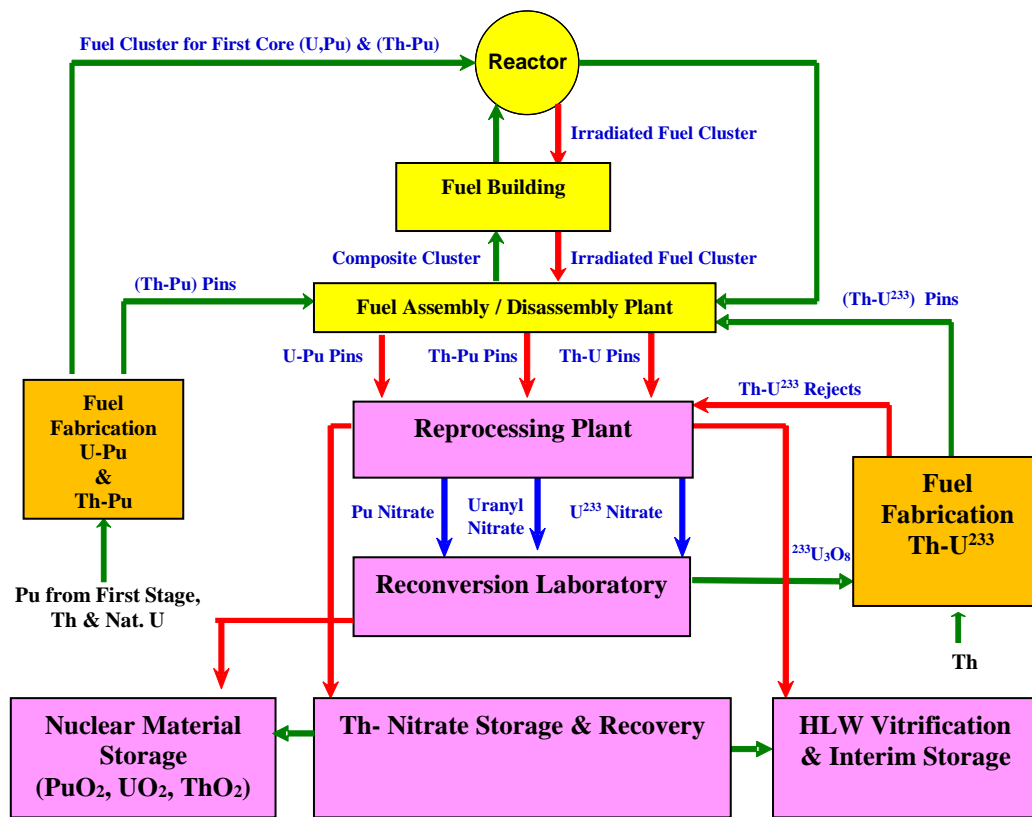 Fuel Cluster for First Core (U,Pu) & (Th-Pu)
Reactor
Irradiated Fuel Cluster
Fuel Building
Composite Cluster
Irradiated Fuel Cluster
(Th-Pu) Pins
(Th-U²³³) Pins
Fuel Assembly / Disassembly Plant
U-Pu Pins
Th-Pu Pins
Th-U Pins
Th-U²³³ Rejects
Fuel
Fabrication
U-Pu
&
Th-Pu
Reprocessing Plant
Fuel
Fabrication
Th-U²³³
Pu Nitrate
Uranyl
Nitrate
U²³³ Nitrate
²³³U₃O₈
Reconversion Laboratory
Pu from First Stage,
Th & Nat. U
Th
Nuclear Material
Storage
(PuO₂, UO₂, ThO₂)
Th- Nitrate Storage & Recovery
HLW Vitrification
& Interim Storage